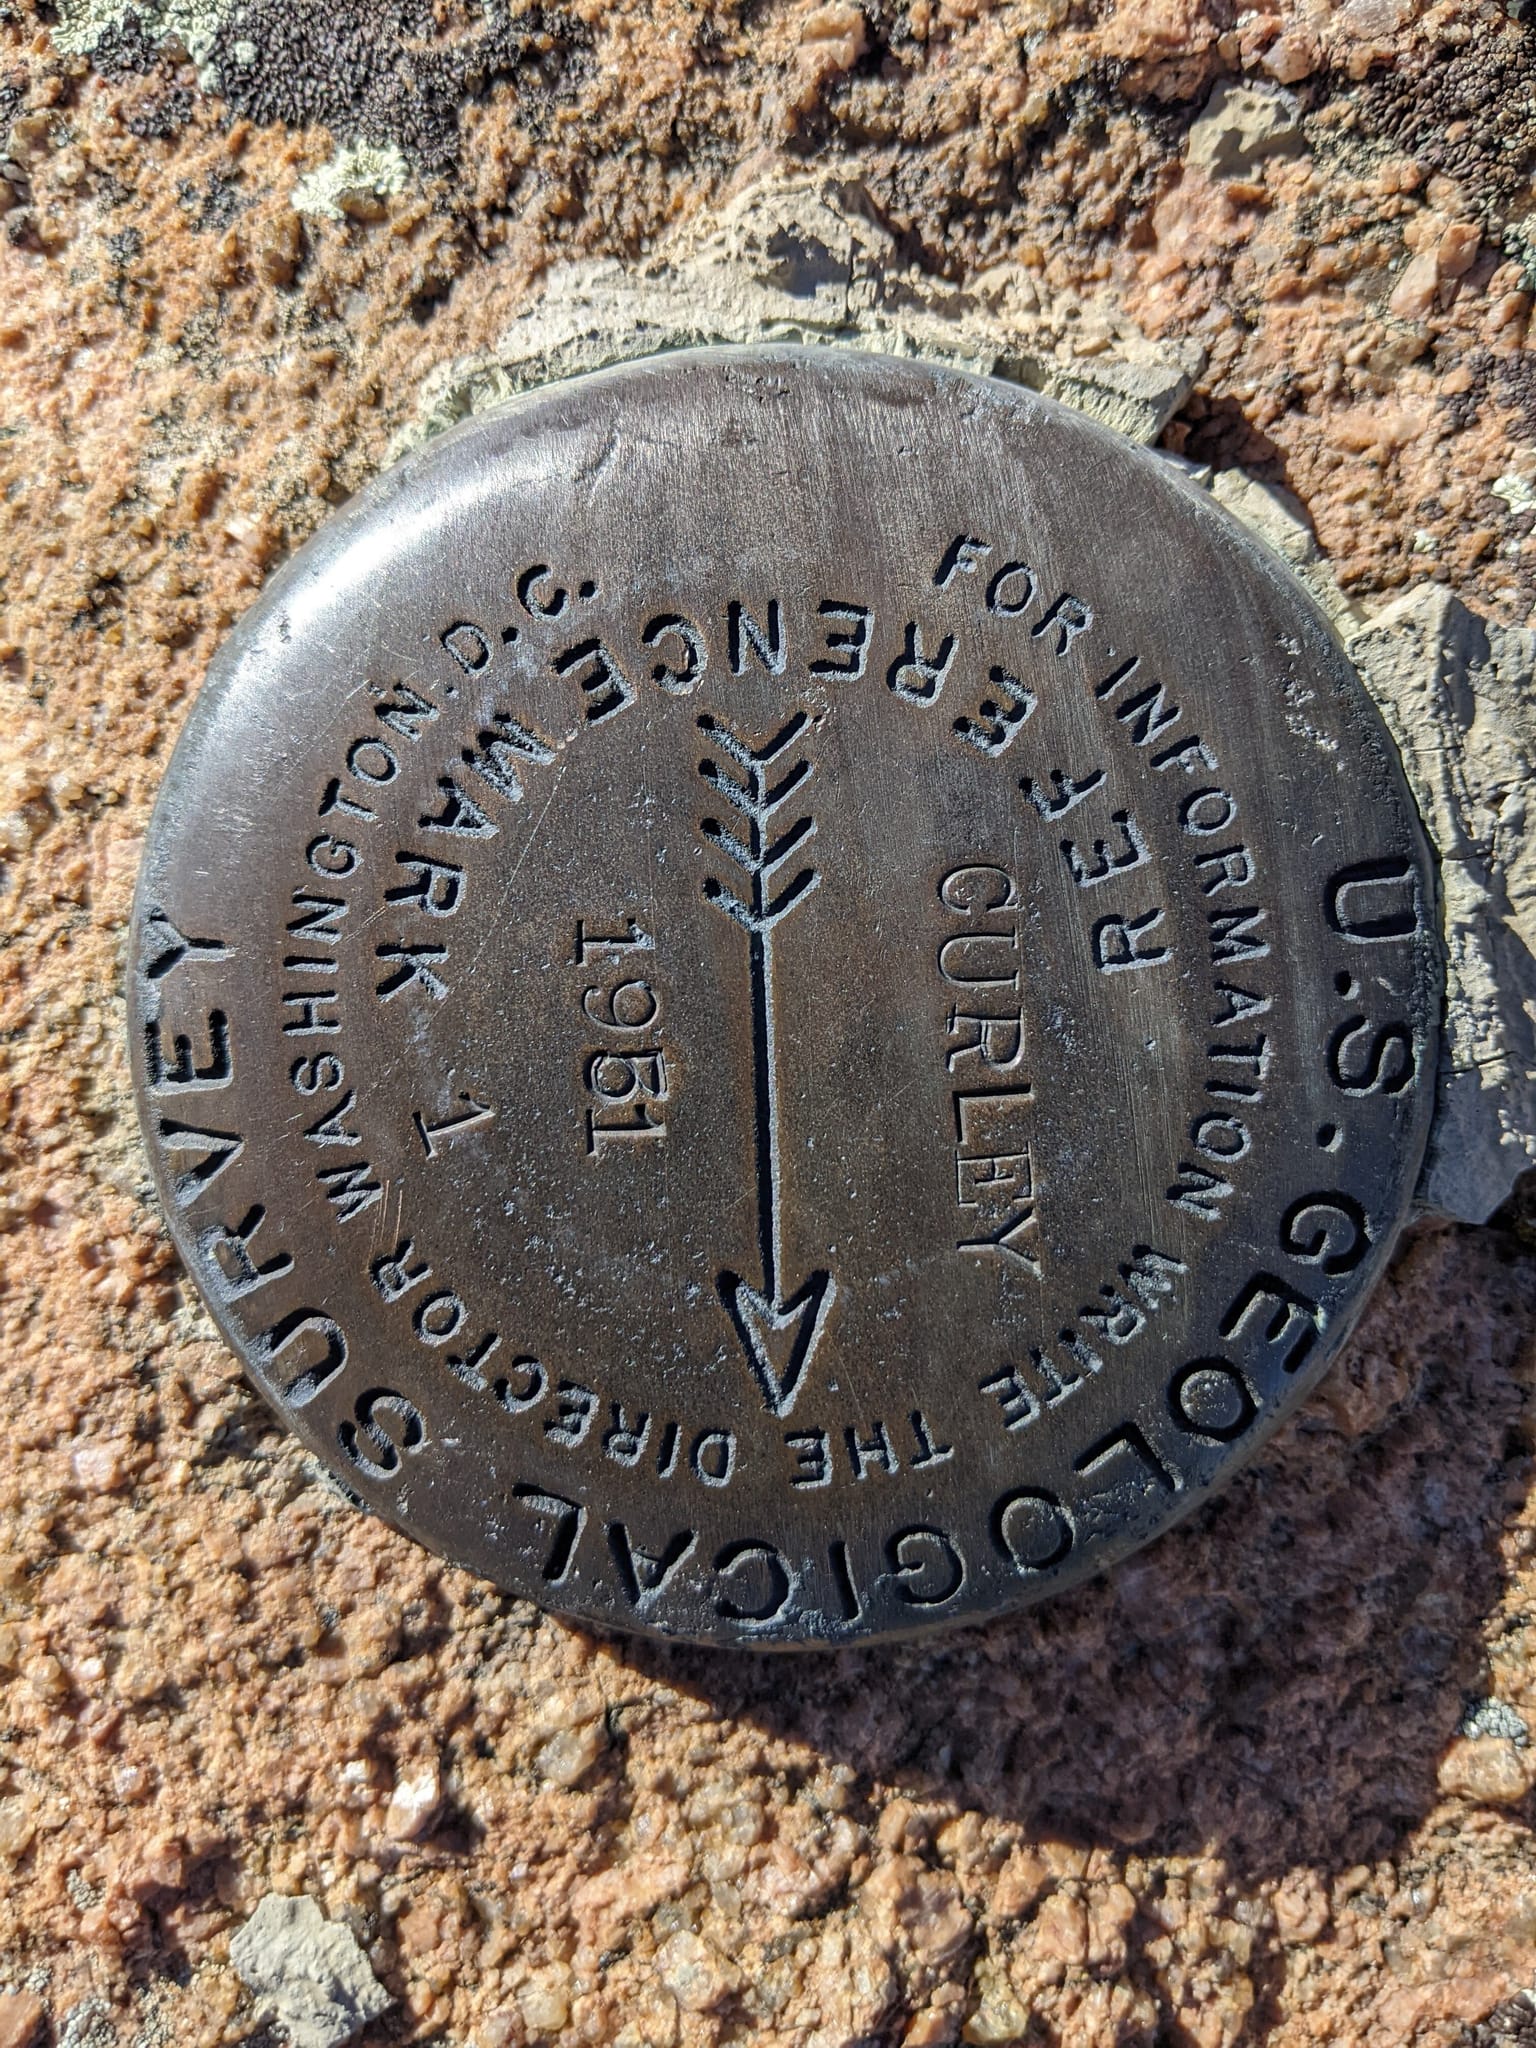 U.S. GEOLOGICAL SURVEY
FOR INFORMATION WRITE THE DIRECTOR WASHINGTON. D. C.
REFERENCE MARK 1
CURLEY
1951